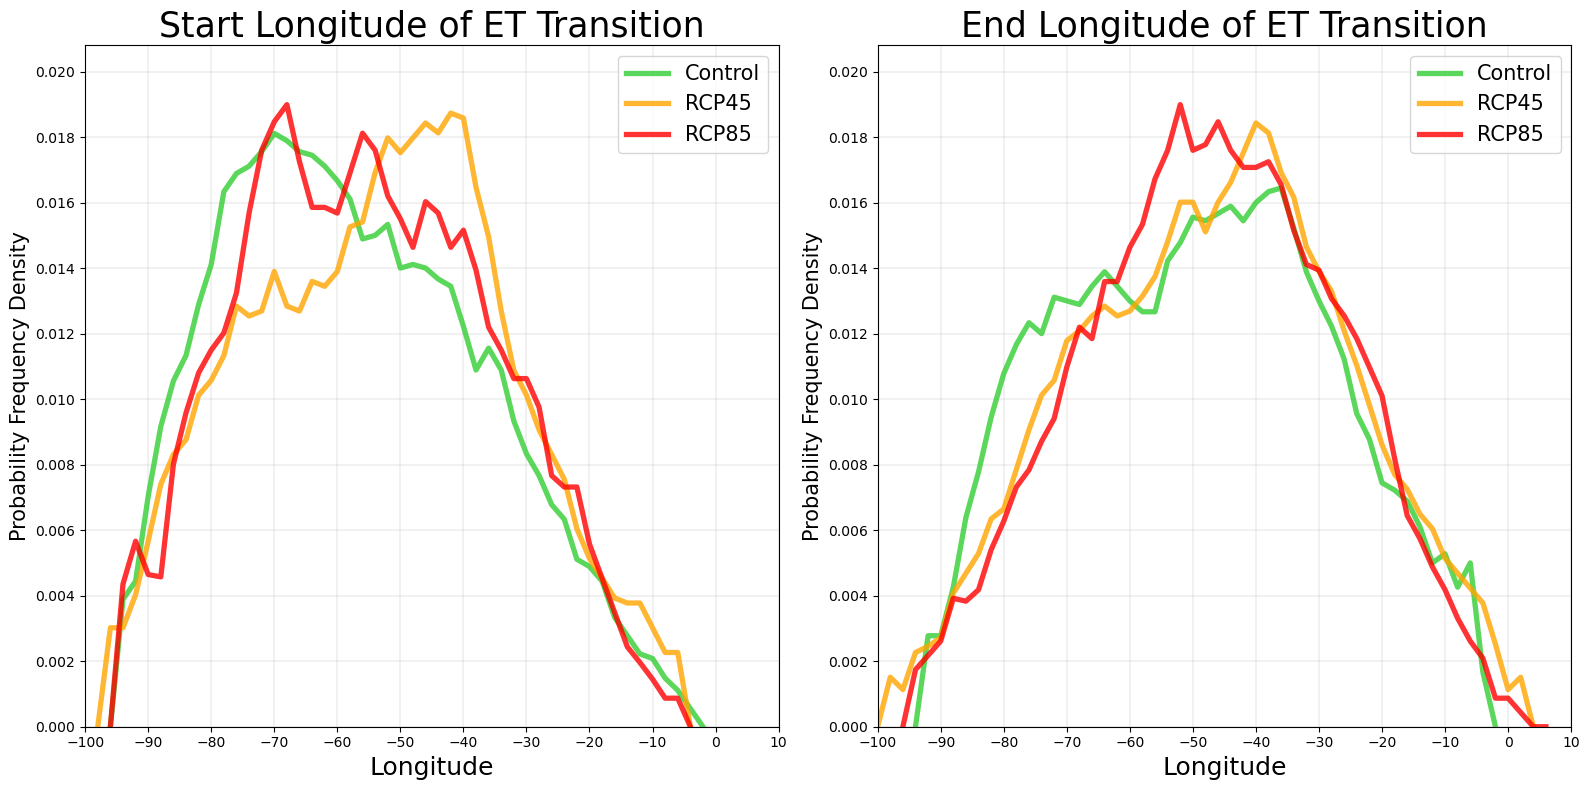 Start Longitude of ET Transition
Probability Frequency Density
0.020
0.018
0.016
0.014
0.012
0.010
0.008
0.006
0.004
0.002
0.000
Control
RCP45
RCP85
−100 −90 −80 −70 −60 −50 −40 −30 −20 −10 0 10
Longitude
End Longitude of ET Transition
Probability Frequency Density
0.020
0.018
0.016
0.014
0.012
0.010
0.008
0.006
0.004
0.002
0.000
Control
RCP45
RCP85
−100 −90 −80 −70 −60 −50 −40 −30 −20 −10 0 10
Longitude